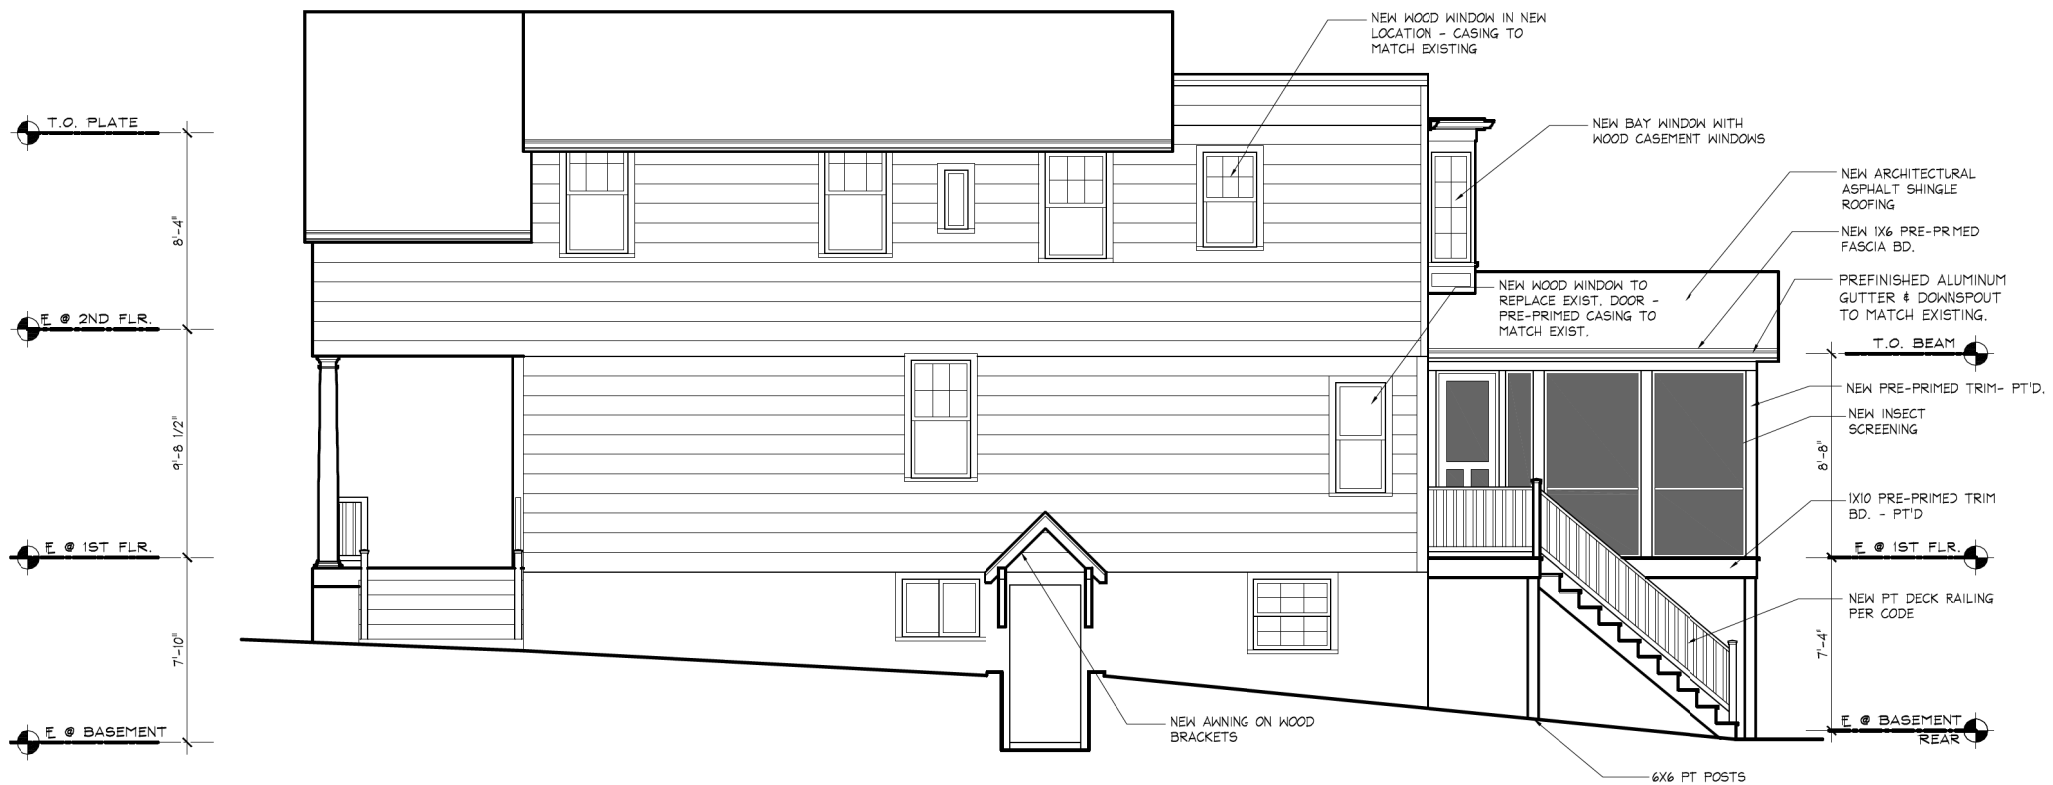 NEW WOOD WINDOW IN NEW
LOCATION - CASING TO
MATCH EXISTING
T.O. PLATE
NEW BAY WINDOW WITH
WOOD CASEMENT WINDOWS
NEW ARCHITECTURAL
ASPHALT SHINGLE
ROOFING
8'-4"
NEW 1X6 PRE-PRIMED
FASCIA BD.
PREFINISHED ALUMINUM
GUTTER & DOWNSPOUT
TO MATCH EXISTING.
NEW WOOD WINDOW TO
REPLACE EXIST. DOOR -
PRE-PRIMED CASING TO
MATCH EXIST.
@ 2ND FLR.
T.O. BEAM
NEW PRE-PRIMED TRIM- PT'D.
NEW INSECT
SCREENING
9'-8 1/2"
8'-8"
1X10 PRE-PRIMED TRIM
BD. - PT'D
@ 1ST FLR.
@ 1ST FLR.
NEW PT DECK RAILING
PER CODE
7'-10"
7'-4"
NEW AWNING ON WOOD
BRACKETS
@ BASEMENT
@ BASEMENT
REAR
6X6 PT POSTS